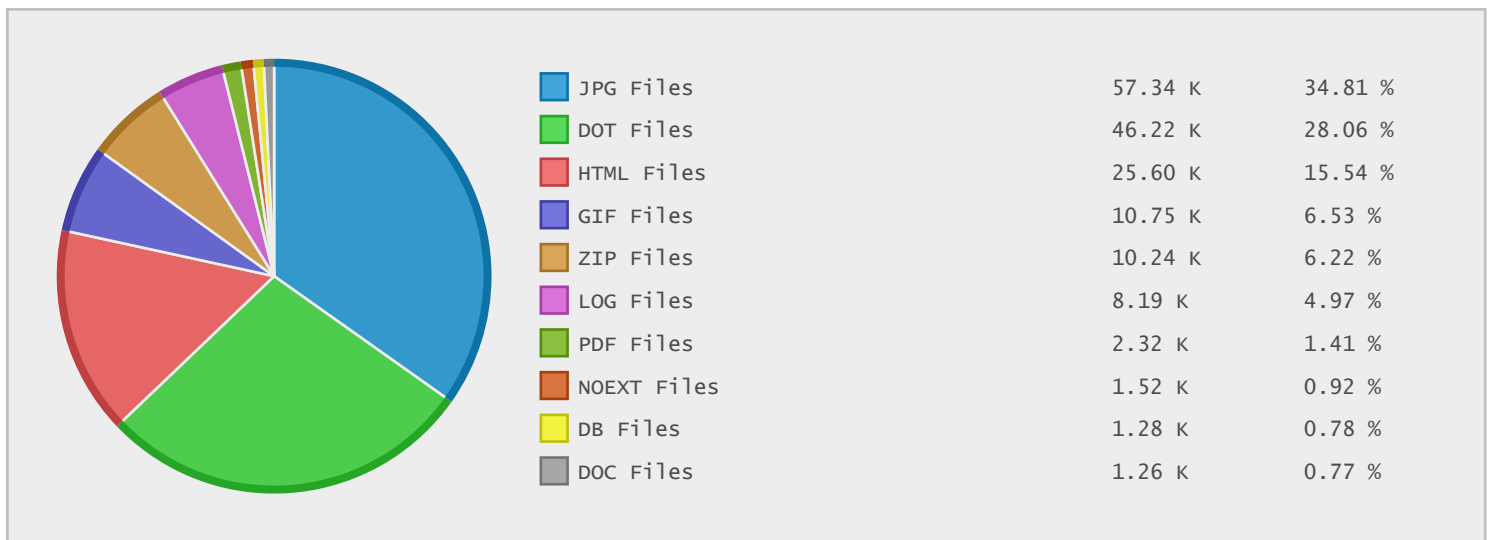 JPG Files 57.34 K 34.81 %
DOT Files 46.22 K 28.06 %
HTML Files 25.60 K 15.54 %
GIF Files 10.75 K 6.53 %
ZIP Files 10.24 K 6.22 %
LOG Files 8.19 K 4.97 %
PDF Files 2.32 K 1.41 %
NOEXT Files 1.52 K 0.92 %
DB Files 1.28 K 0.78 %
DOC Files 1.26 K 0.77 %